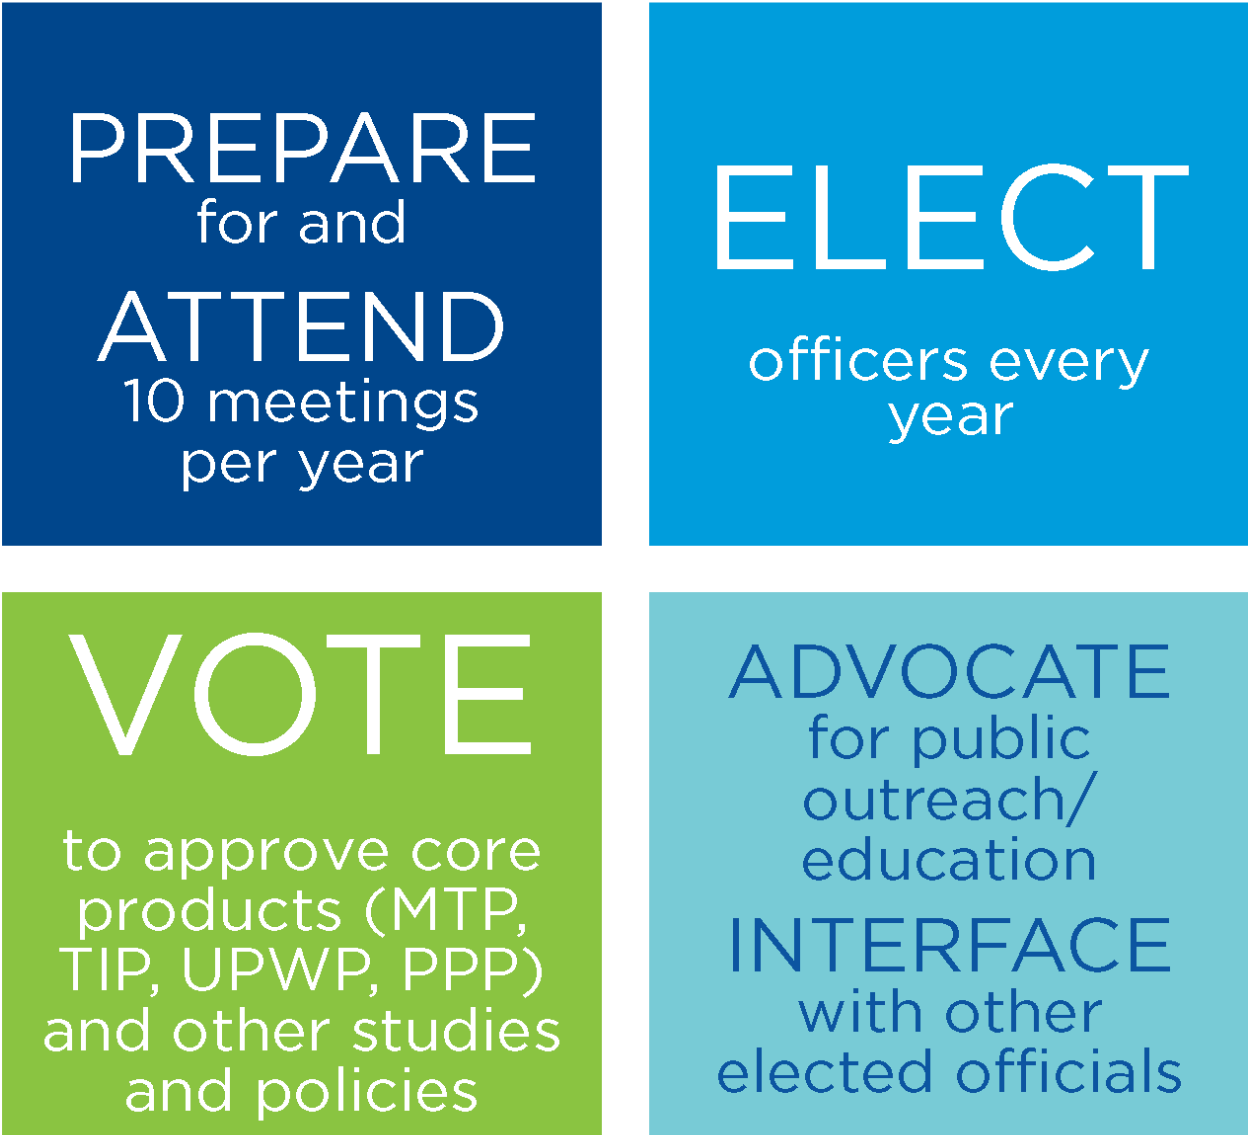 PREPARE
for and
ATTEND
10 meetings
per year
ELECT
officers every
year
VOTE
to approve core
products (MTP,
TIP, UPWP, PPP)
and other studies
and policies
ADVOCATE
for public
outreach/
education
INTERFACE
with other
elected officials